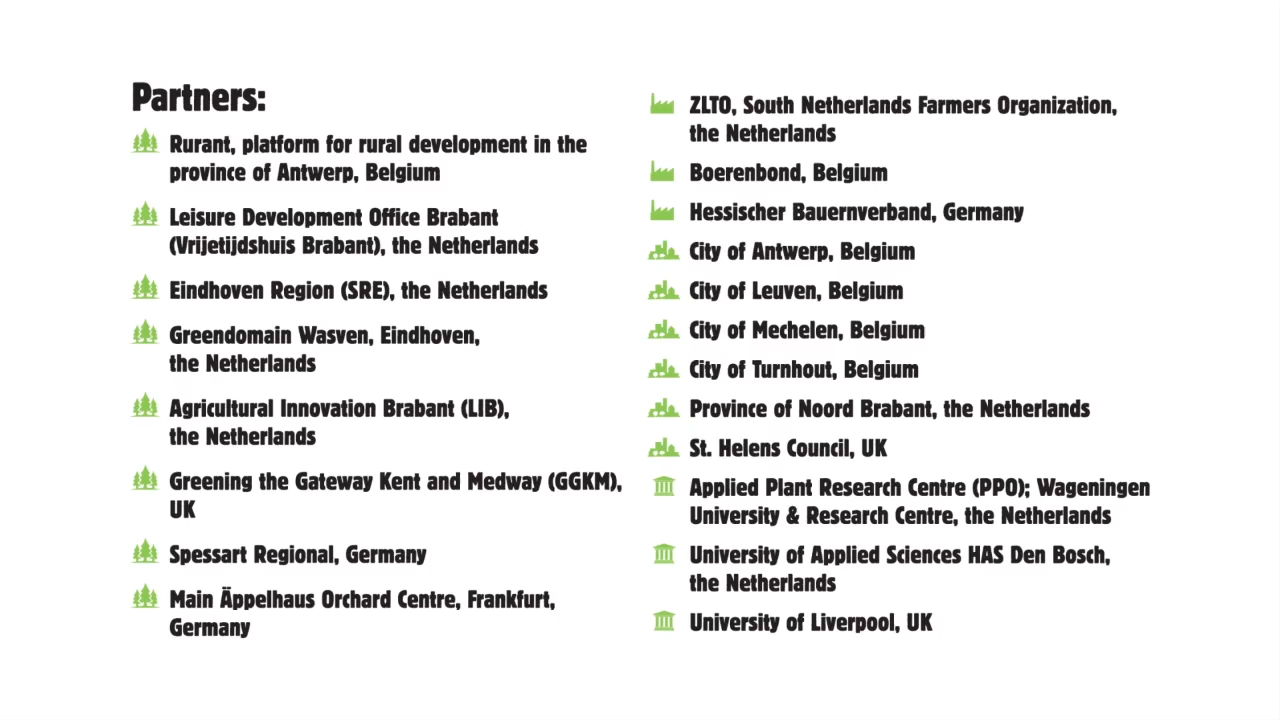 Partners:
Rurant, platform for rural development in the
province of Antwerp, Belgium
Leisure Development Office Brabant
(Vrijetijdshuis Brabant), the Netherlands
Eindhoven Region (SRE), the Netherlands
Greendomain Wasven, Eindhoven,
the Netherlands
Agricultural Innovation Brabant (LIB),
the Netherlands
Greening the Gateway Kent and Medway (GGKM),
UK
Spessart Regional, Germany
Main Äppelhaus Orchard Centre, Frankfurt,
Germany
ZLTO, South Netherlands Farmers Organization,
the Netherlands
Boerenbond, Belgium
Hessischer Bauernverband, Germany
City of Antwerp, Belgium
City of Leuven, Belgium
City of Mechelen, Belgium
City of Turnhout, Belgium
Province of Noord Brabant, the Netherlands
St. Helens Council, UK
Applied Plant Research Centre (PPO); Wageningen
University & Research Centre, the Netherlands
University of Applied Sciences HAS Den Bosch,
the Netherlands
University of Liverpool, UK